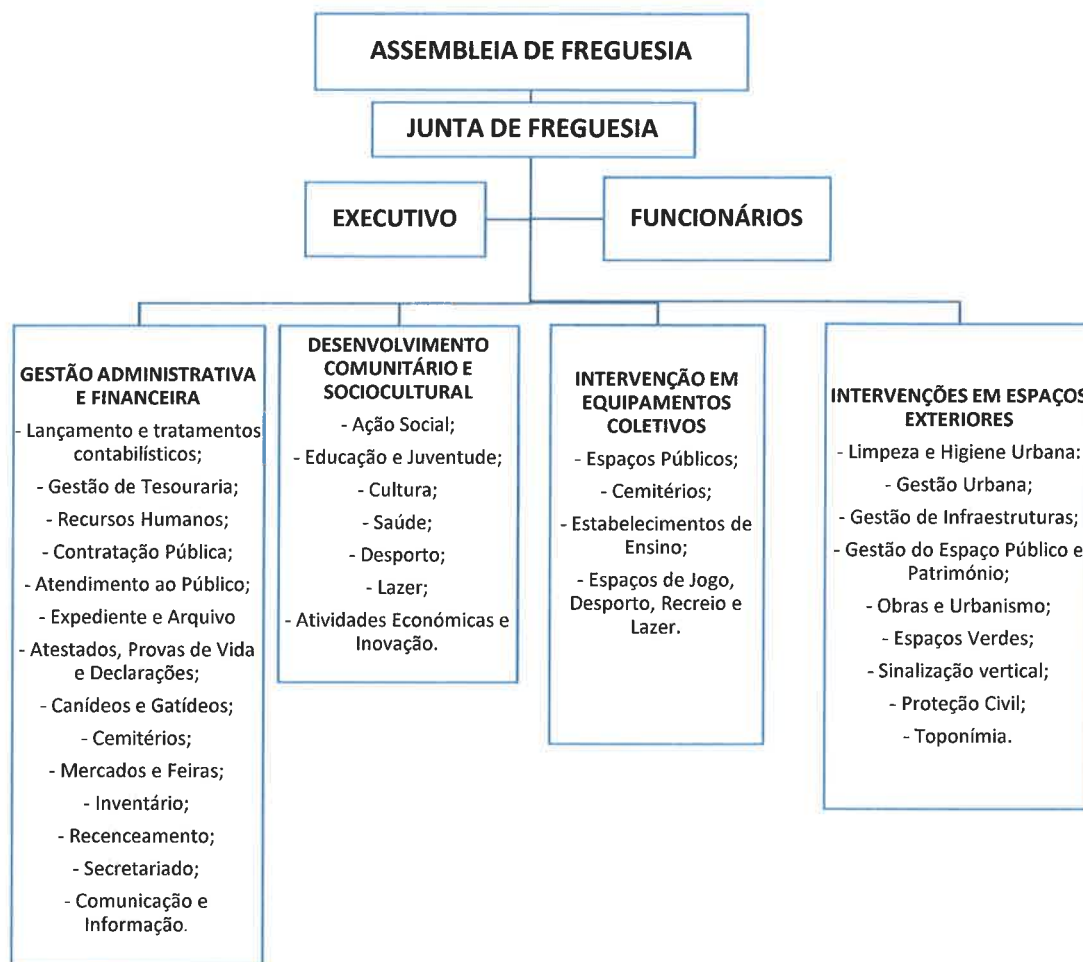 ASSEMBLEIA DE FREGUESIA
JUNTA DE FREGUESIA
EXECUTIVO
FUNCIONÁRIOS
GESTÃO ADMINISTRATIVA
E FINANCEIRA
- Lançamento e tratamentos
contabilísticos;
- Gestão de Tesouraria;
- Recursos Humanos;
- Contratação Pública;
- Atendimento ao Público;
- Expediente e Arquivo
- Atestados, Provas de Vida
e Declarações;
- Canídeos e Gatídeos;
- Cemitérios;
- Mercados e Feiras;
- Inventário;
- Recenceamento;
- Secretariado;
- Comunicação e
Informação.
DESENVOLVIMENTO
COMUNITÁRIO E
SOCIOCULTURAL
- Ação Social;
- Educação e Juventude;
- Cultura;
- Saúde;
- Desporto;
- Lazer;
- Atividades Económicas e
Inovação.
INTERVENÇÃO EM
EQUIPAMENTOS
COLETIVOS
- Espaços Públicos;
- Cemitérios;
- Estabelecimentos de
Ensino;
- Espaços de Jogo,
Desporto, Recreio e
Lazer.
INTERVENÇÕES EM ESPAÇOS
EXTERIORES
- Limpeza e Higiene Urbana:
- Gestão Urbana;
- Gestão de Infraestruturas;
- Gestão do Espaço Público e
Património;
- Obras e Urbanismo;
- Espaços Verdes;
- Sinalização vertical;
- Proteção Civil;
- Toponímia.